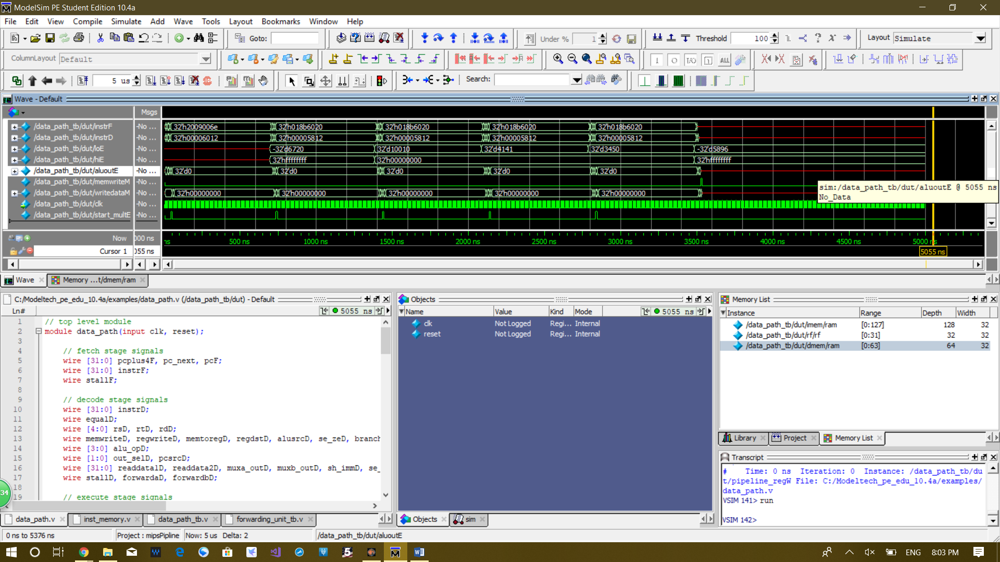 ModelSim PE Student Edition 10.4a
File Edit View Compile Simulate Add Wave Tools Layout Bookmarks Window Help
Goto: Under % 1 Threshold 100 Layout Simulate
ColumnLayout Default ALL
5 us Search:
Wave - Default
Msgs
/data_path_tb/dut/instrF -No ... 32'h2009006e 32'h018b6020 32'h018b6020 32'h018b6020 32'h018b6020
/data_path_tb/dut/instrD -No ... 32'h00006012 32'h00005812 32'h00005812 32'h00005812 32'h00005812
/data_path_tb/dut/loE -No ... -32'd6720 32'd10010 32'd4141 32'd3450 -32'd5896
/data_path_tb/dut/hiE -No ... 32'hffffffff 32'h00000000 32'hffffffff
/data_path_tb/dut/aluoutE -No ... 32'd0 32'd0 32'd0 32'd0 32'd0
/data_path_tb/dut/memwriteM -No ...
/data_path_tb/dut/writedataM -No ... 32'h00000000 32'h00000000 32'h00000000 32'h00000000 32'h00000000
/data_path_tb/dut/clk -No ...
/data_path_tb/dut/start_multE -No ...
sim:/data_path_tb/dut/aluoutE @ 5055 ns
No_Data
Now 000 ns ns 500 ns 1000 ns 1500 ns 2000 ns 2500 ns 3000 ns 3500 ns 4000 ns 4500 ns 5000 ns
Cursor 1 055 ns 5055 ns
Wave Memory ...t/dmem/ram
C:/Modeltech_pe_edu_10.4a/examples/data_path.v (/data_path_tb/dut) - Default
Ln# 5055 ns
1 // top level module
2 module data_path(input clk, reset);
3
4 // fetch stage signals
5 wire [31:0] pcplus4F, pc_next, pcF;
6 wire [31:0] instrF;
7 wire stallF;
8
9 // decode stage signals
10 wire [31:0] instrD;
11 wire equalD;
12 wire [4:0] rsD, rtD, rdD;
13 wire memwriteD, regwriteD, memtoregD, regdstD, alusrcD, se_zeD, branch
14 wire [3:0] alu_opD;
15 wire [1:0] out_selD, pcsrcD;
16 wire [31:0] readdata1D, readdata2D, muxa_outD, muxb_outD, sh_immD, se_
17 wire stallD, forwardaD, forwardbD;
18
19 // execute stage signals
34
data_path.v inst_memory.v data_path_tb.v forwarding_unit_tb.v
Objects
Name Value Kind Mode 5055 ns
clk Not Logged Regi... Internal
reset Not Logged Regi... Internal
Objects sim
Memory List
Instance Range Depth Width
/data_path_tb/dut/imem/ram [0:127] 128 32
/data_path_tb/dut/rf/rf [0:31] 32 32
/data_path_tb/dut/dmem/ram [0:63] 64 32
Library Project Memory List
Transcript
# Time: 0 ns Iteration: 0 Instance: /data_path_tb/du
t/pipeline_regW File: C:/Modeltech_pe_edu_10.4a/examples/
data_path.v
VSIM 141> run
VSIM 142>
0 ns to 5376 ns Project : mipsPipline Now: 5 us Delta: 2 /data_path_tb/dut/aluoutE
ENG 8:03 PM